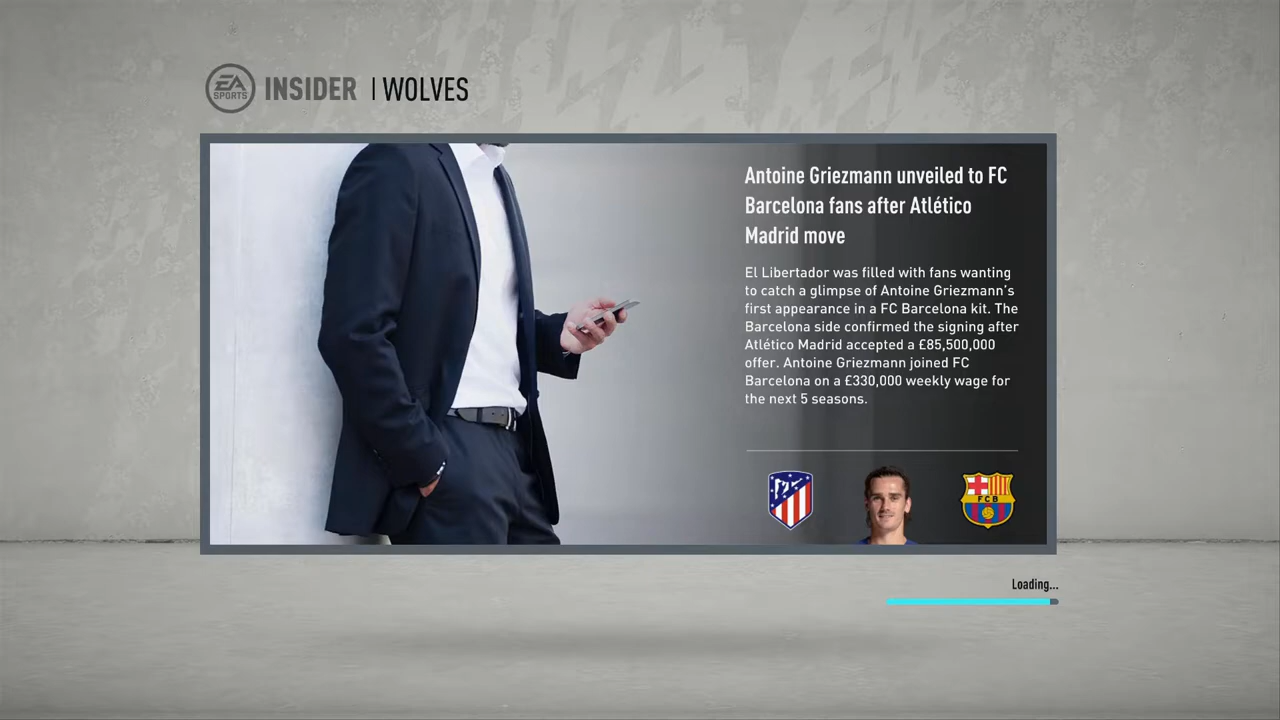 EA
SPORTS
INSIDER | WOLVES
Antoine Griezmann unveiled to FC
Barcelona fans after Atlético
Madrid move
El Libertador was filled with fans wanting
to catch a glimpse of Antoine Griezmann's
first appearance in a FC Barcelona kit. The
Barcelona side confirmed the signing after
Atlético Madrid accepted a £85,500,000
offer. Antoine Griezmann joined FC
Barcelona on a £330,000 weekly wage for
the next 5 seasons.
FCB
Loading...